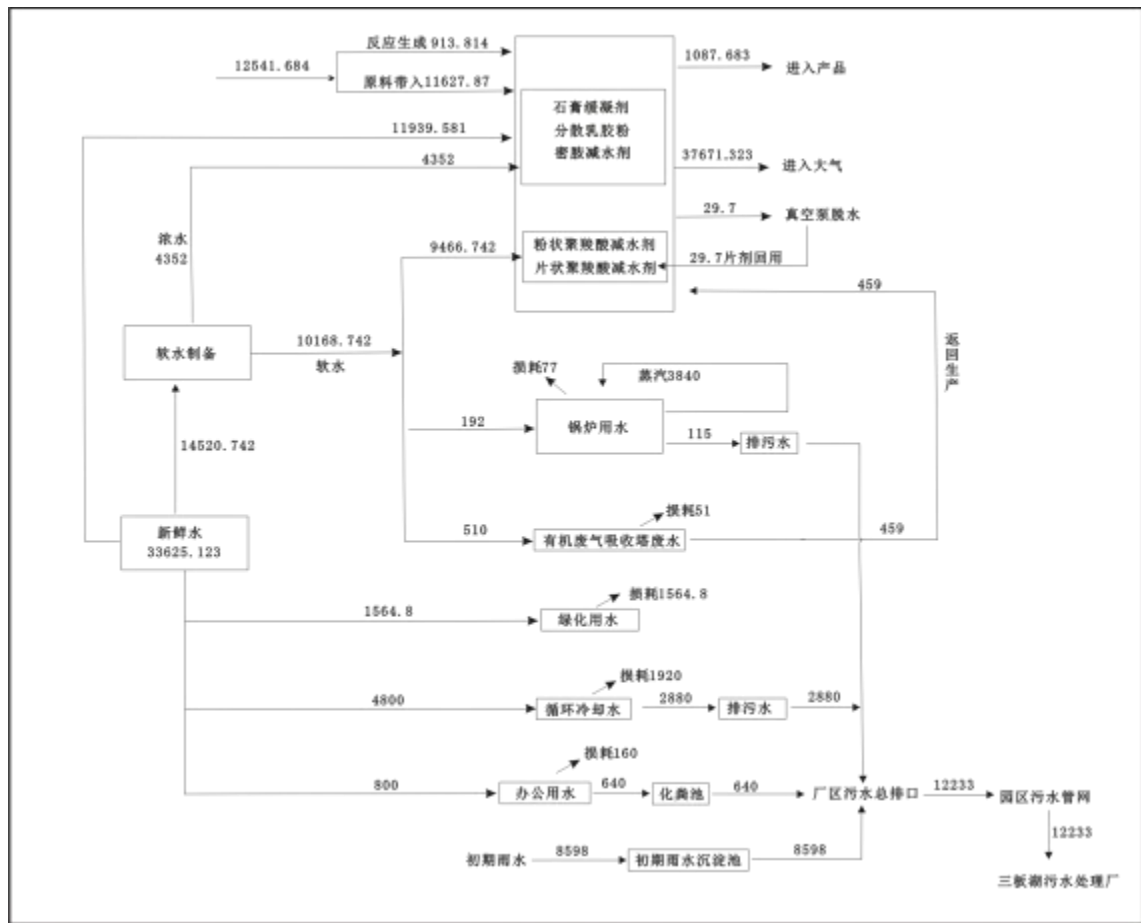 反应生成 913.814
12541.684
原料带入11627.87
1087.683
进入产品
石膏缓凝剂
分散乳胶粉
密胺减水剂
11939.581
4352
37671.323
进入大气
29.7
真空泵脱水
浓水
4352
9466.742
粉状聚羧酸减水剂
片状聚羧酸减水剂
29.7片剂回用
459
软水制备
10168.742
软水
返回生产
损耗77
蒸汽3840
192
锅炉用水
115
排污水
14520.742
新鲜水
33625.123
510
损耗51
有机废气吸收塔废水
459
1564.8
损耗1564.8
绿化用水
4800
损耗1920
循环冷却水
2880
排污水
2880
800
损耗160
办公用水
640
化粪池
640
厂区污水总排口
12233
园区污水管网
12233
初期雨水
8598
初期雨水沉淀池
8598
三板湖污水处理厂